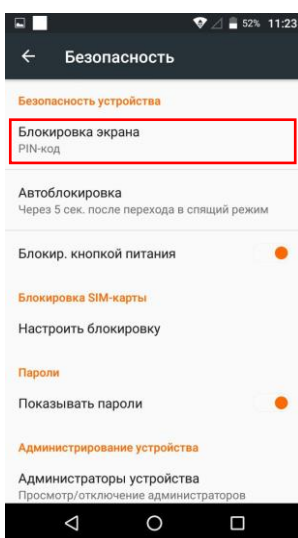 52% 11:23
Безопасность
Безопасность устройства
Блокировка экрана
PIN-код
Автоблокировка
Через 5 сек. после перехода в спящий режим
Блокир. кнопкой питания
Блокировка SIM-карты
Настроить блокировку
Пароли
Показывать пароли
Администрирование устройства
Администраторы устройства
Просмотр/отключение администраторов